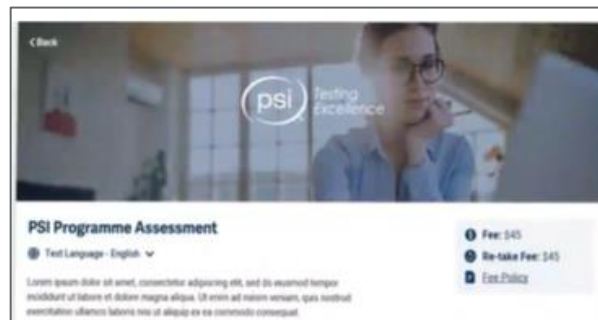 < Back
psi Testing
Excellence
PSI Programme Assessment
Test Language - English
Fee: $45
Re-take Fee: $45
Fee Policy
Lorem ipsum dolor sit amet, consectetur adipiscing elit, sed do eiusmod tempor
incididunt ut labore et dolore magna aliqua. Ut enim ad minim veniam, quis nostrud
exercitation ullamco laboris nisi ut aliquip ex ea commodo consequat.